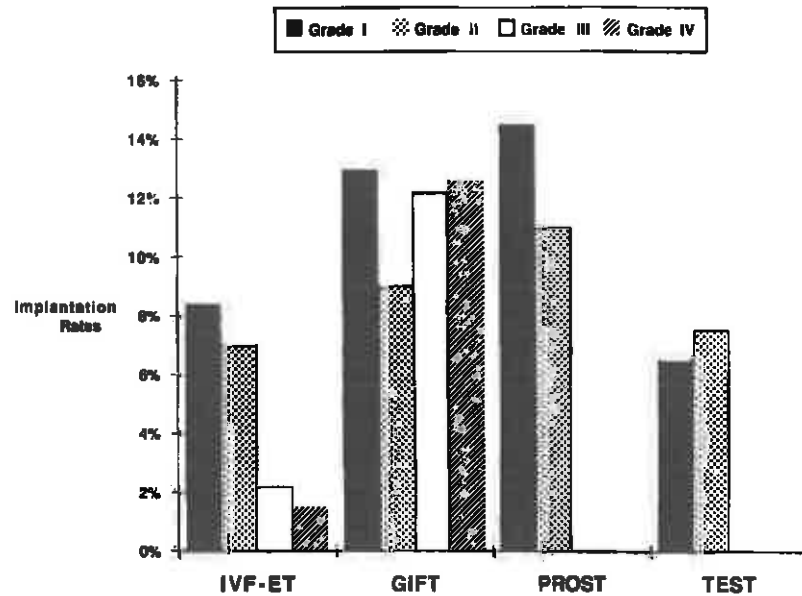 Grade I Grade II Grade III Grade IV
16%
14%
12%
10%
Implantation 8%
Rates
6%
4%
2%
0%
IVF-ET GIFT PROST TEST